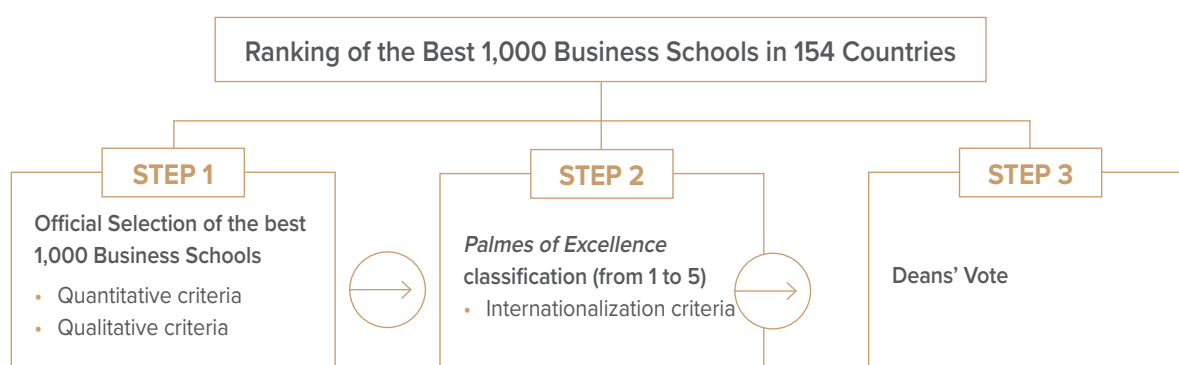 Ranking of the Best 1,000 Business Schools in 154 Countries
STEP 1
Official Selection of the best
1,000 Business Schools
• Quantitative criteria
• Qualitative criteria
STEP 2
Palmes of Excellence
classification (from 1 to 5)
• Internationalization criteria
STEP 3
Deans’ Vote